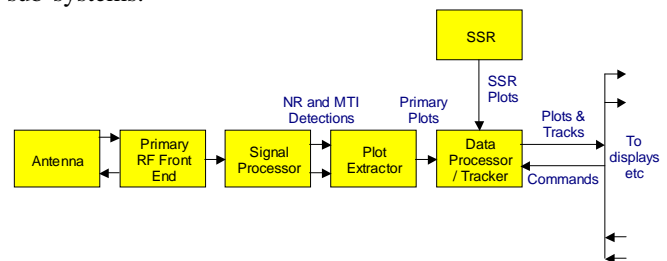 sub-systems.
SSR
SSR
Plots
NR and MTI
Detections
Primary
Plots
Plots &
Tracks
Antenna
Primary
RF Front
End
Signal
Processor
Plot
Extractor
Data
Processor
/ Tracker
Commands
To
displays
etc